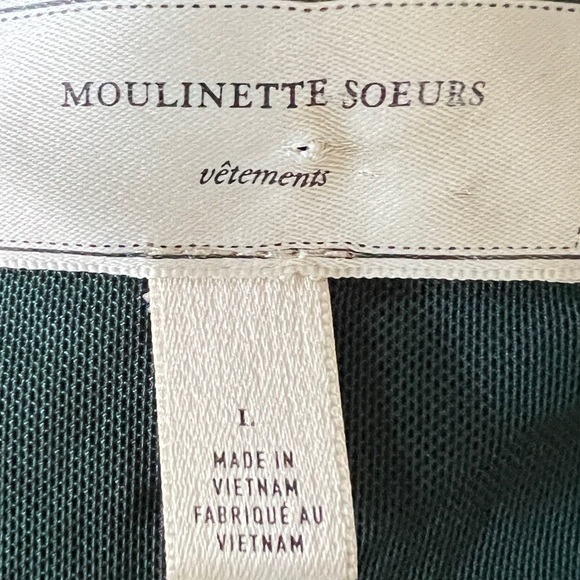 MOULINETTE SOEURS
vêtements
L
MADE IN
VIETNAM
FABRIQUÉ AU
VIETNAM